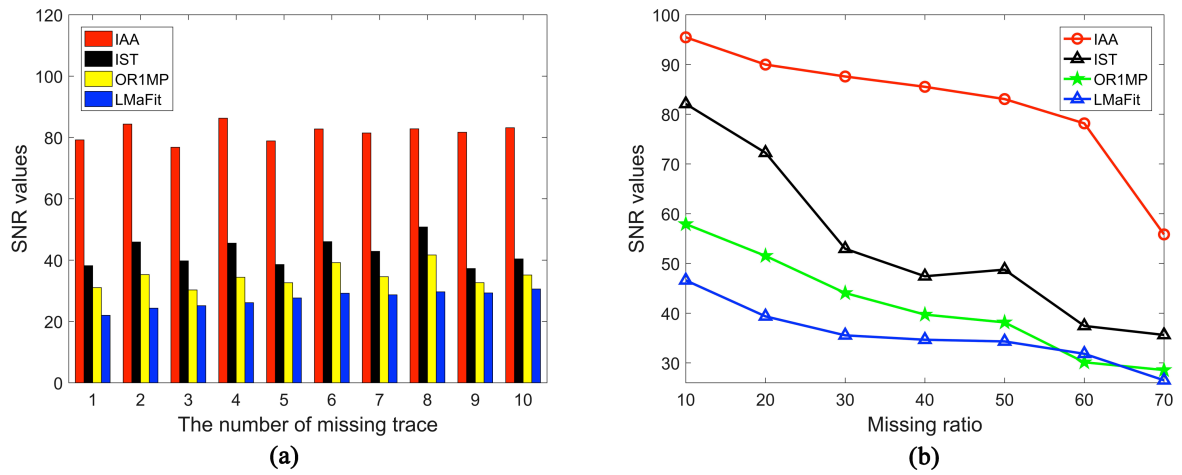 120
100
80
60
40
20
0
SNR values
IAA
IST
OR1MP
LMaFit
1 2 3 4 5 6 7 8 9 10
The number of missing trace
(a)
100
90
80
70
60
50
40
30
SNR values
IAA
IST
OR1MP
LMaFit
10 20 30 40 50 60 70
Missing ratio
(b)